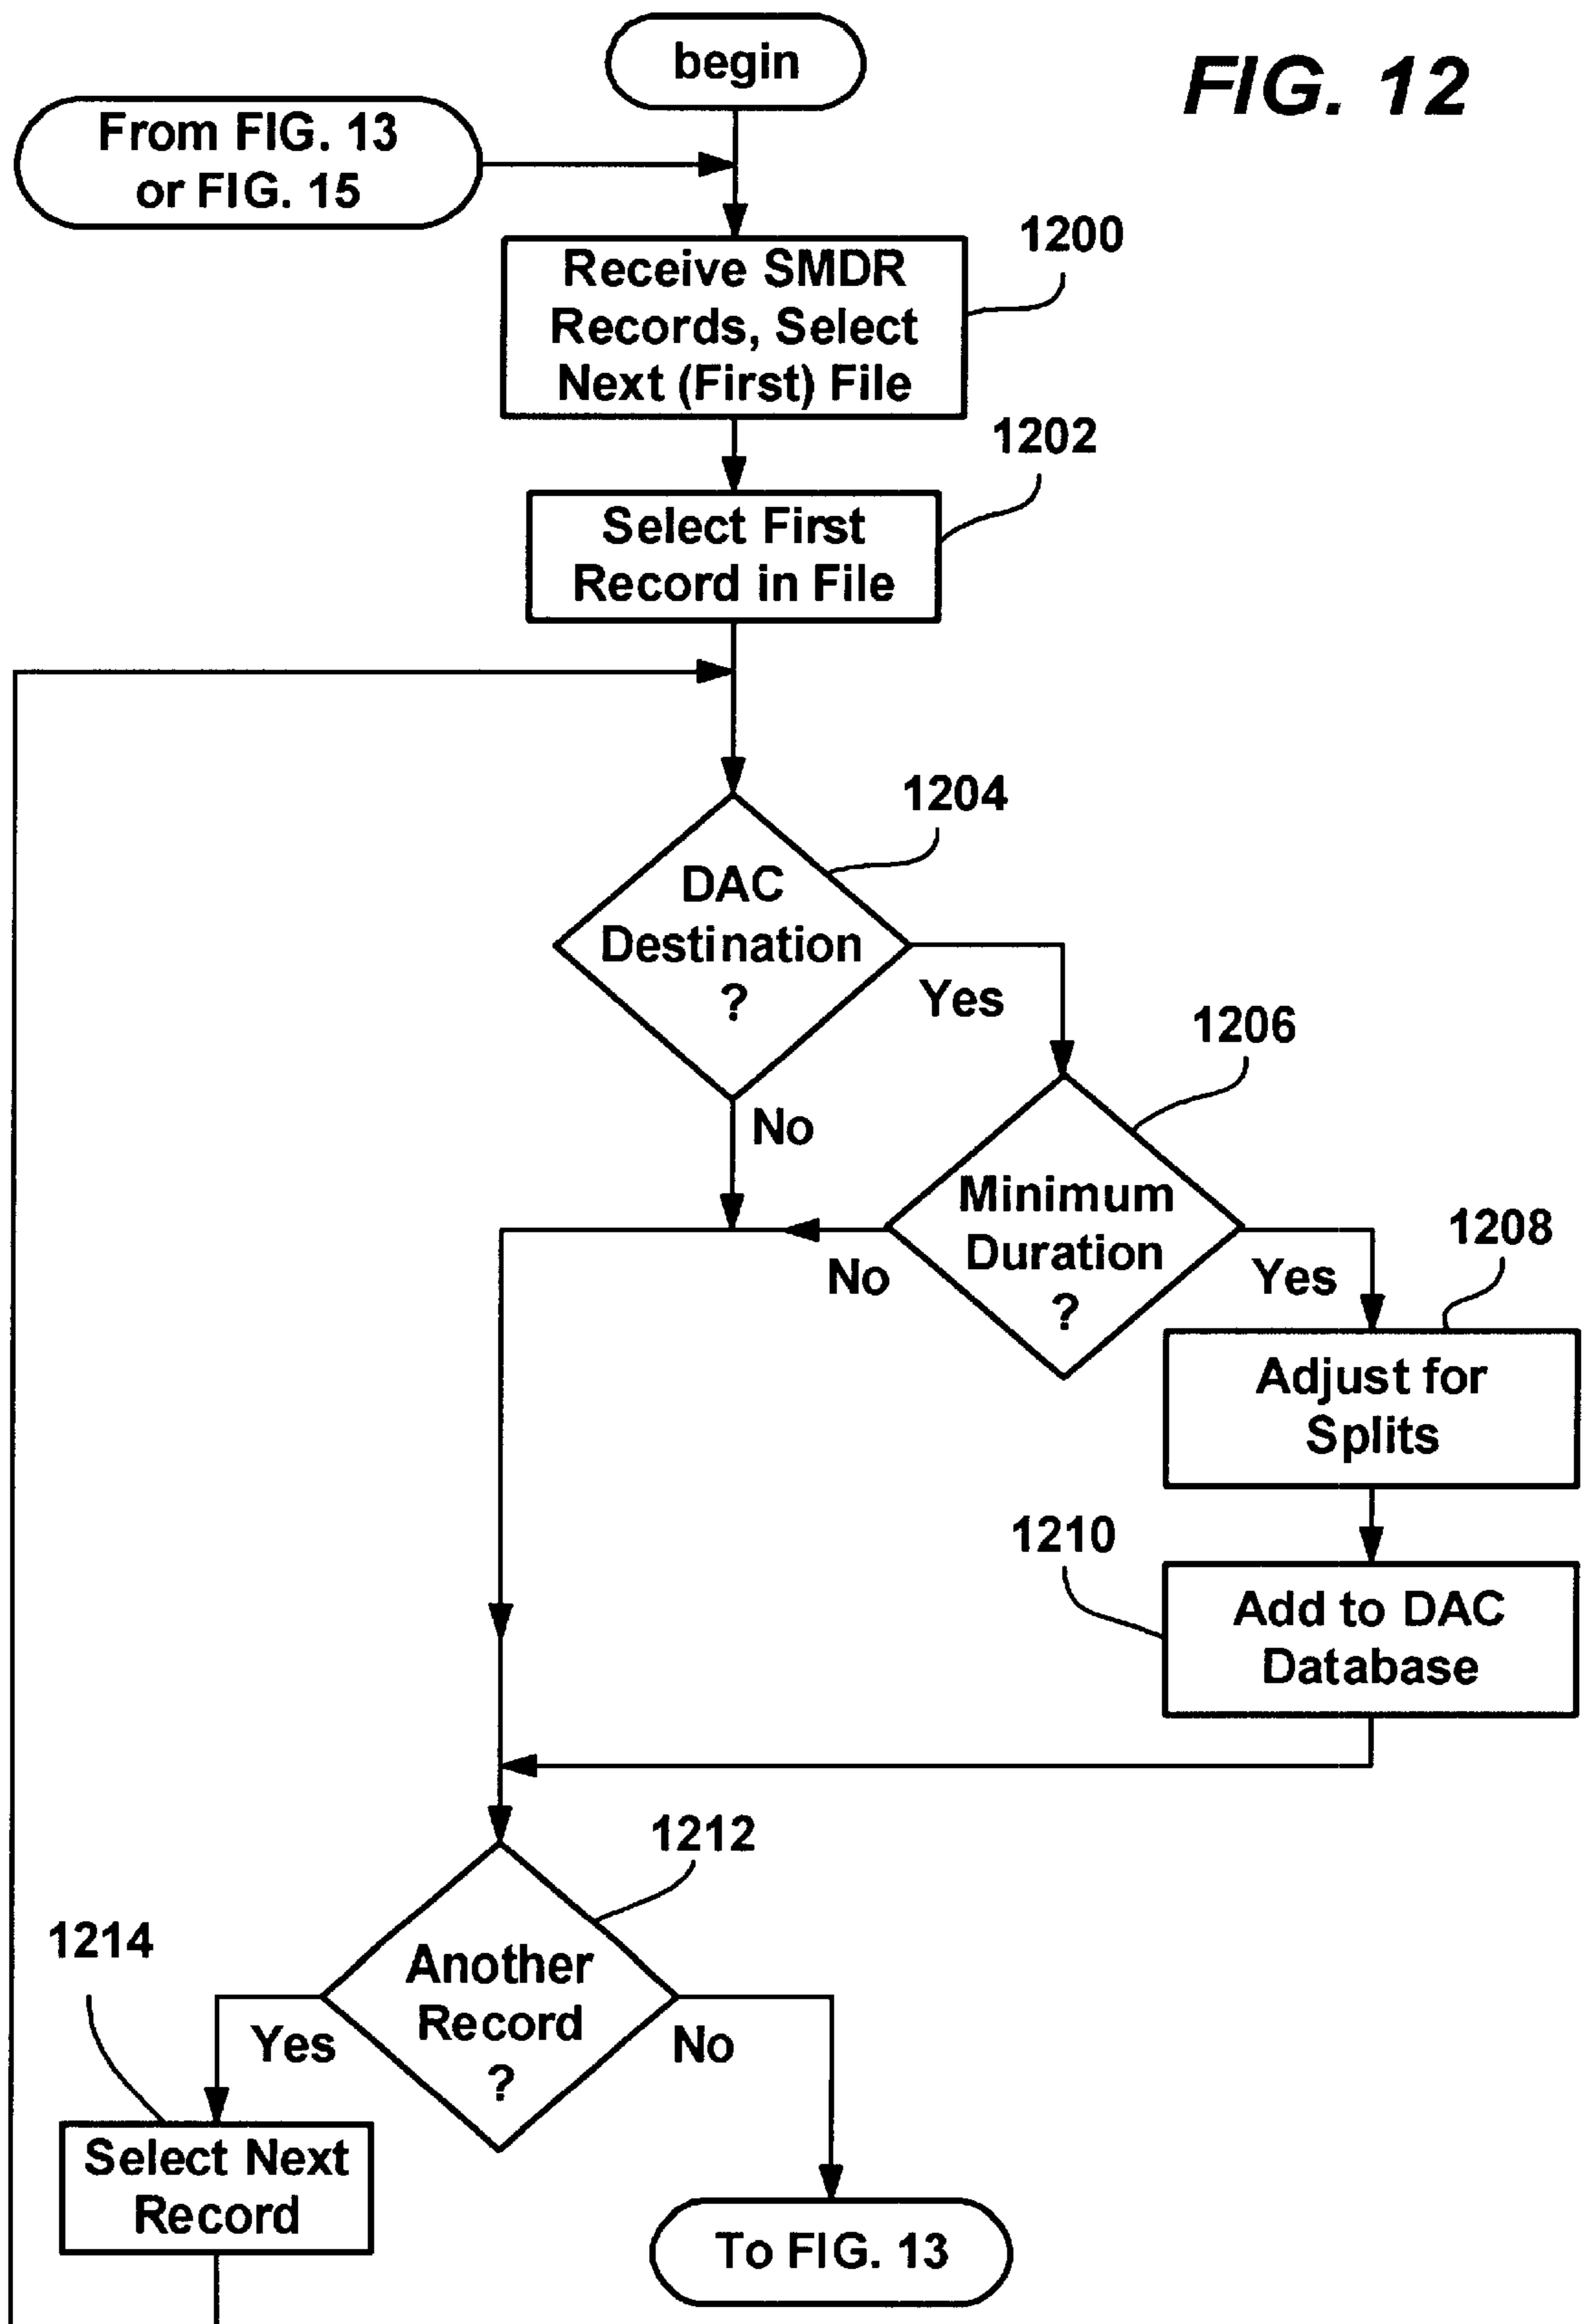 begin
FIG. 12
From FIG. 13
or FIG. 15
1200
Receive SMDR
Records, Select
Next (First) File
1202
Select First
Record in File
1204
DAC
Destination
?
Yes
No
1206
Minimum
Duration
?
No
Yes
1208
Adjust for
Splits
1210
Add to DAC
Database
1212
Another
Record
?
Yes
No
1214
Select Next
Record
To FIG. 13